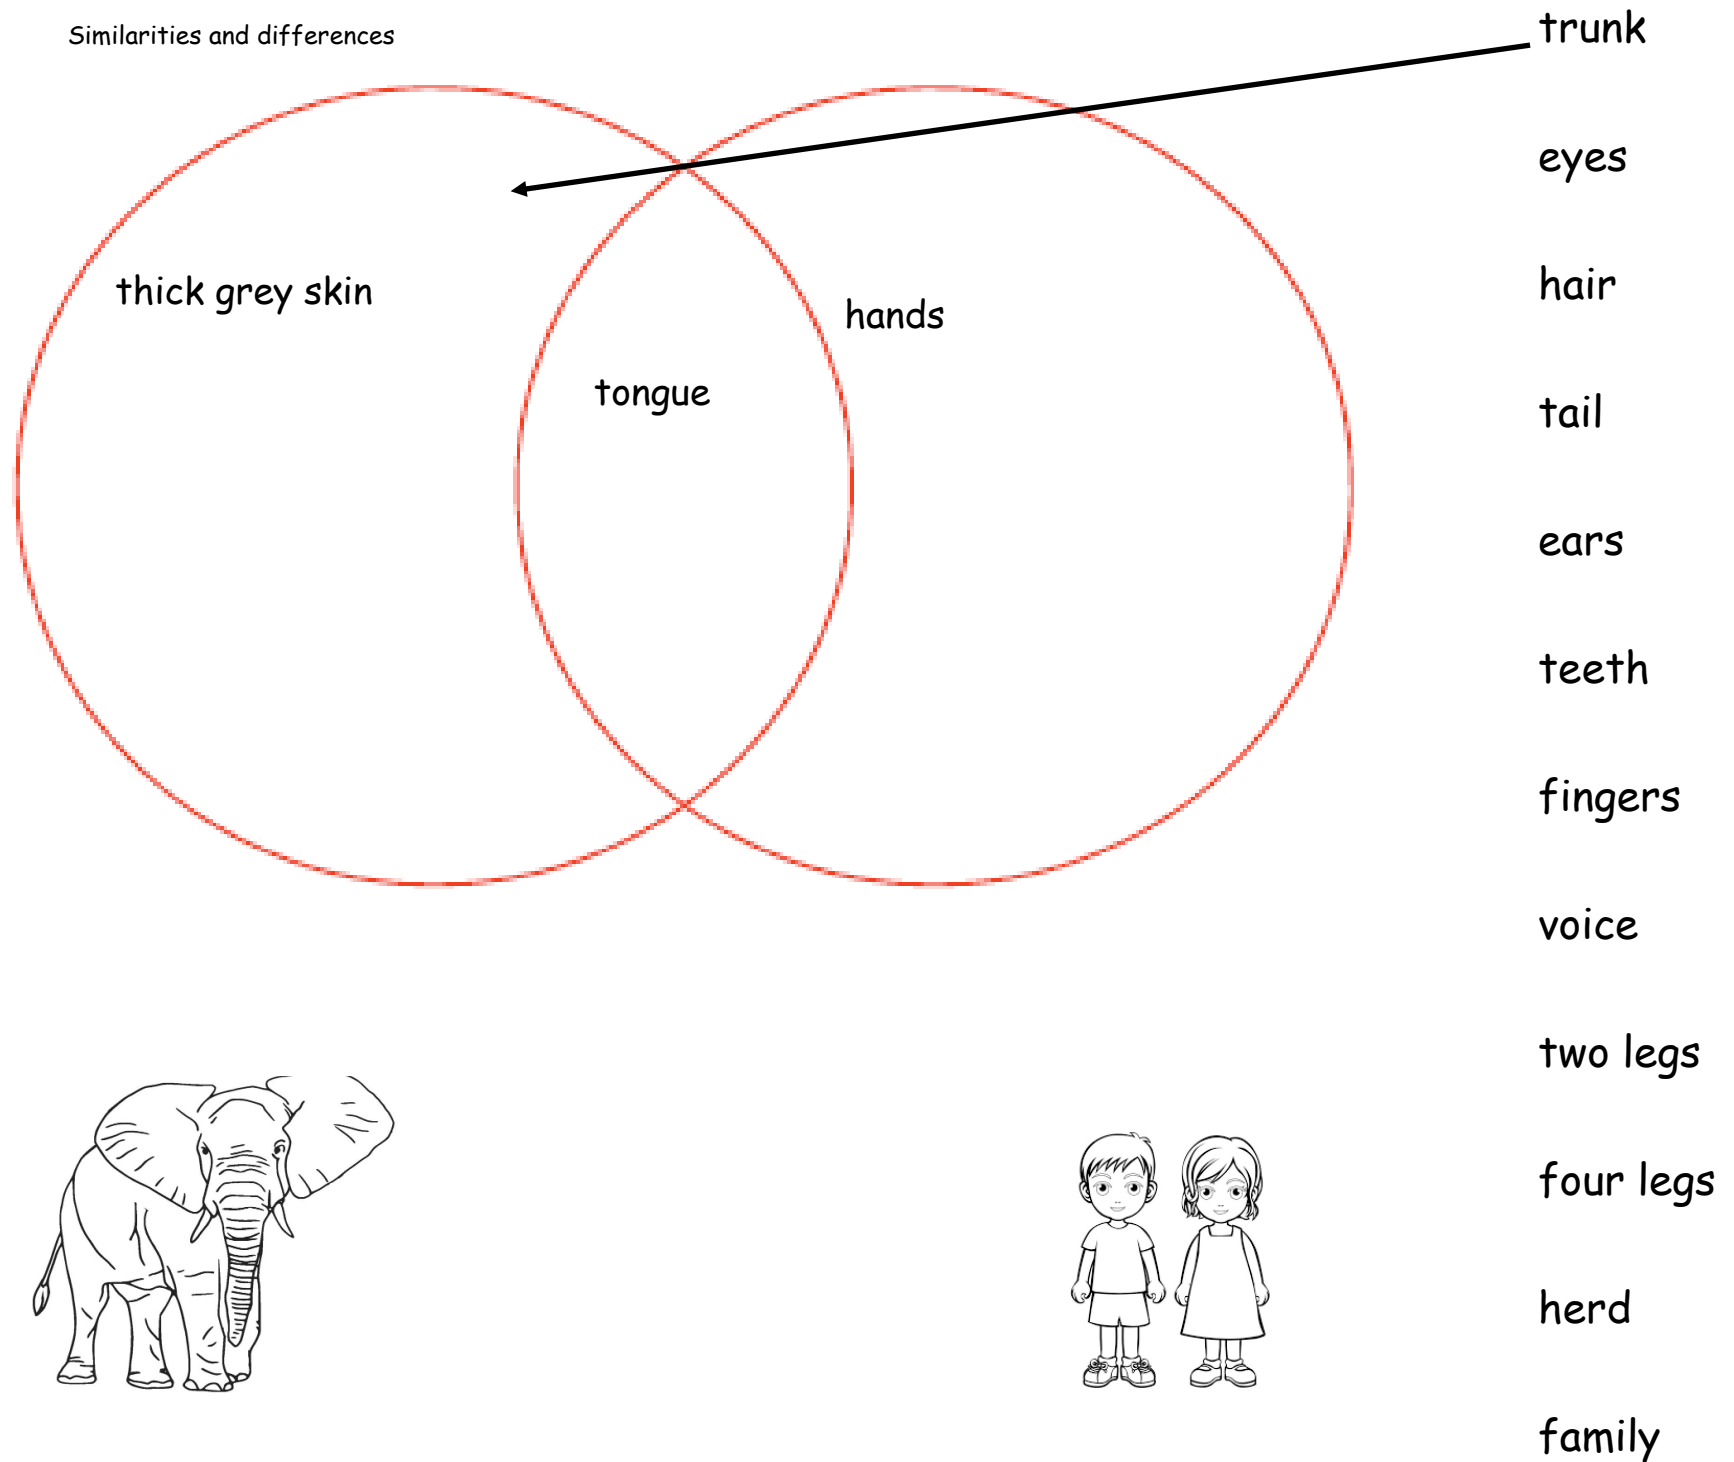 Similarities and differences
thick grey skin
tongue
hands
trunk
eyes
hair
tail
ears
teeth
fingers
voice
two legs
four legs
herd
family